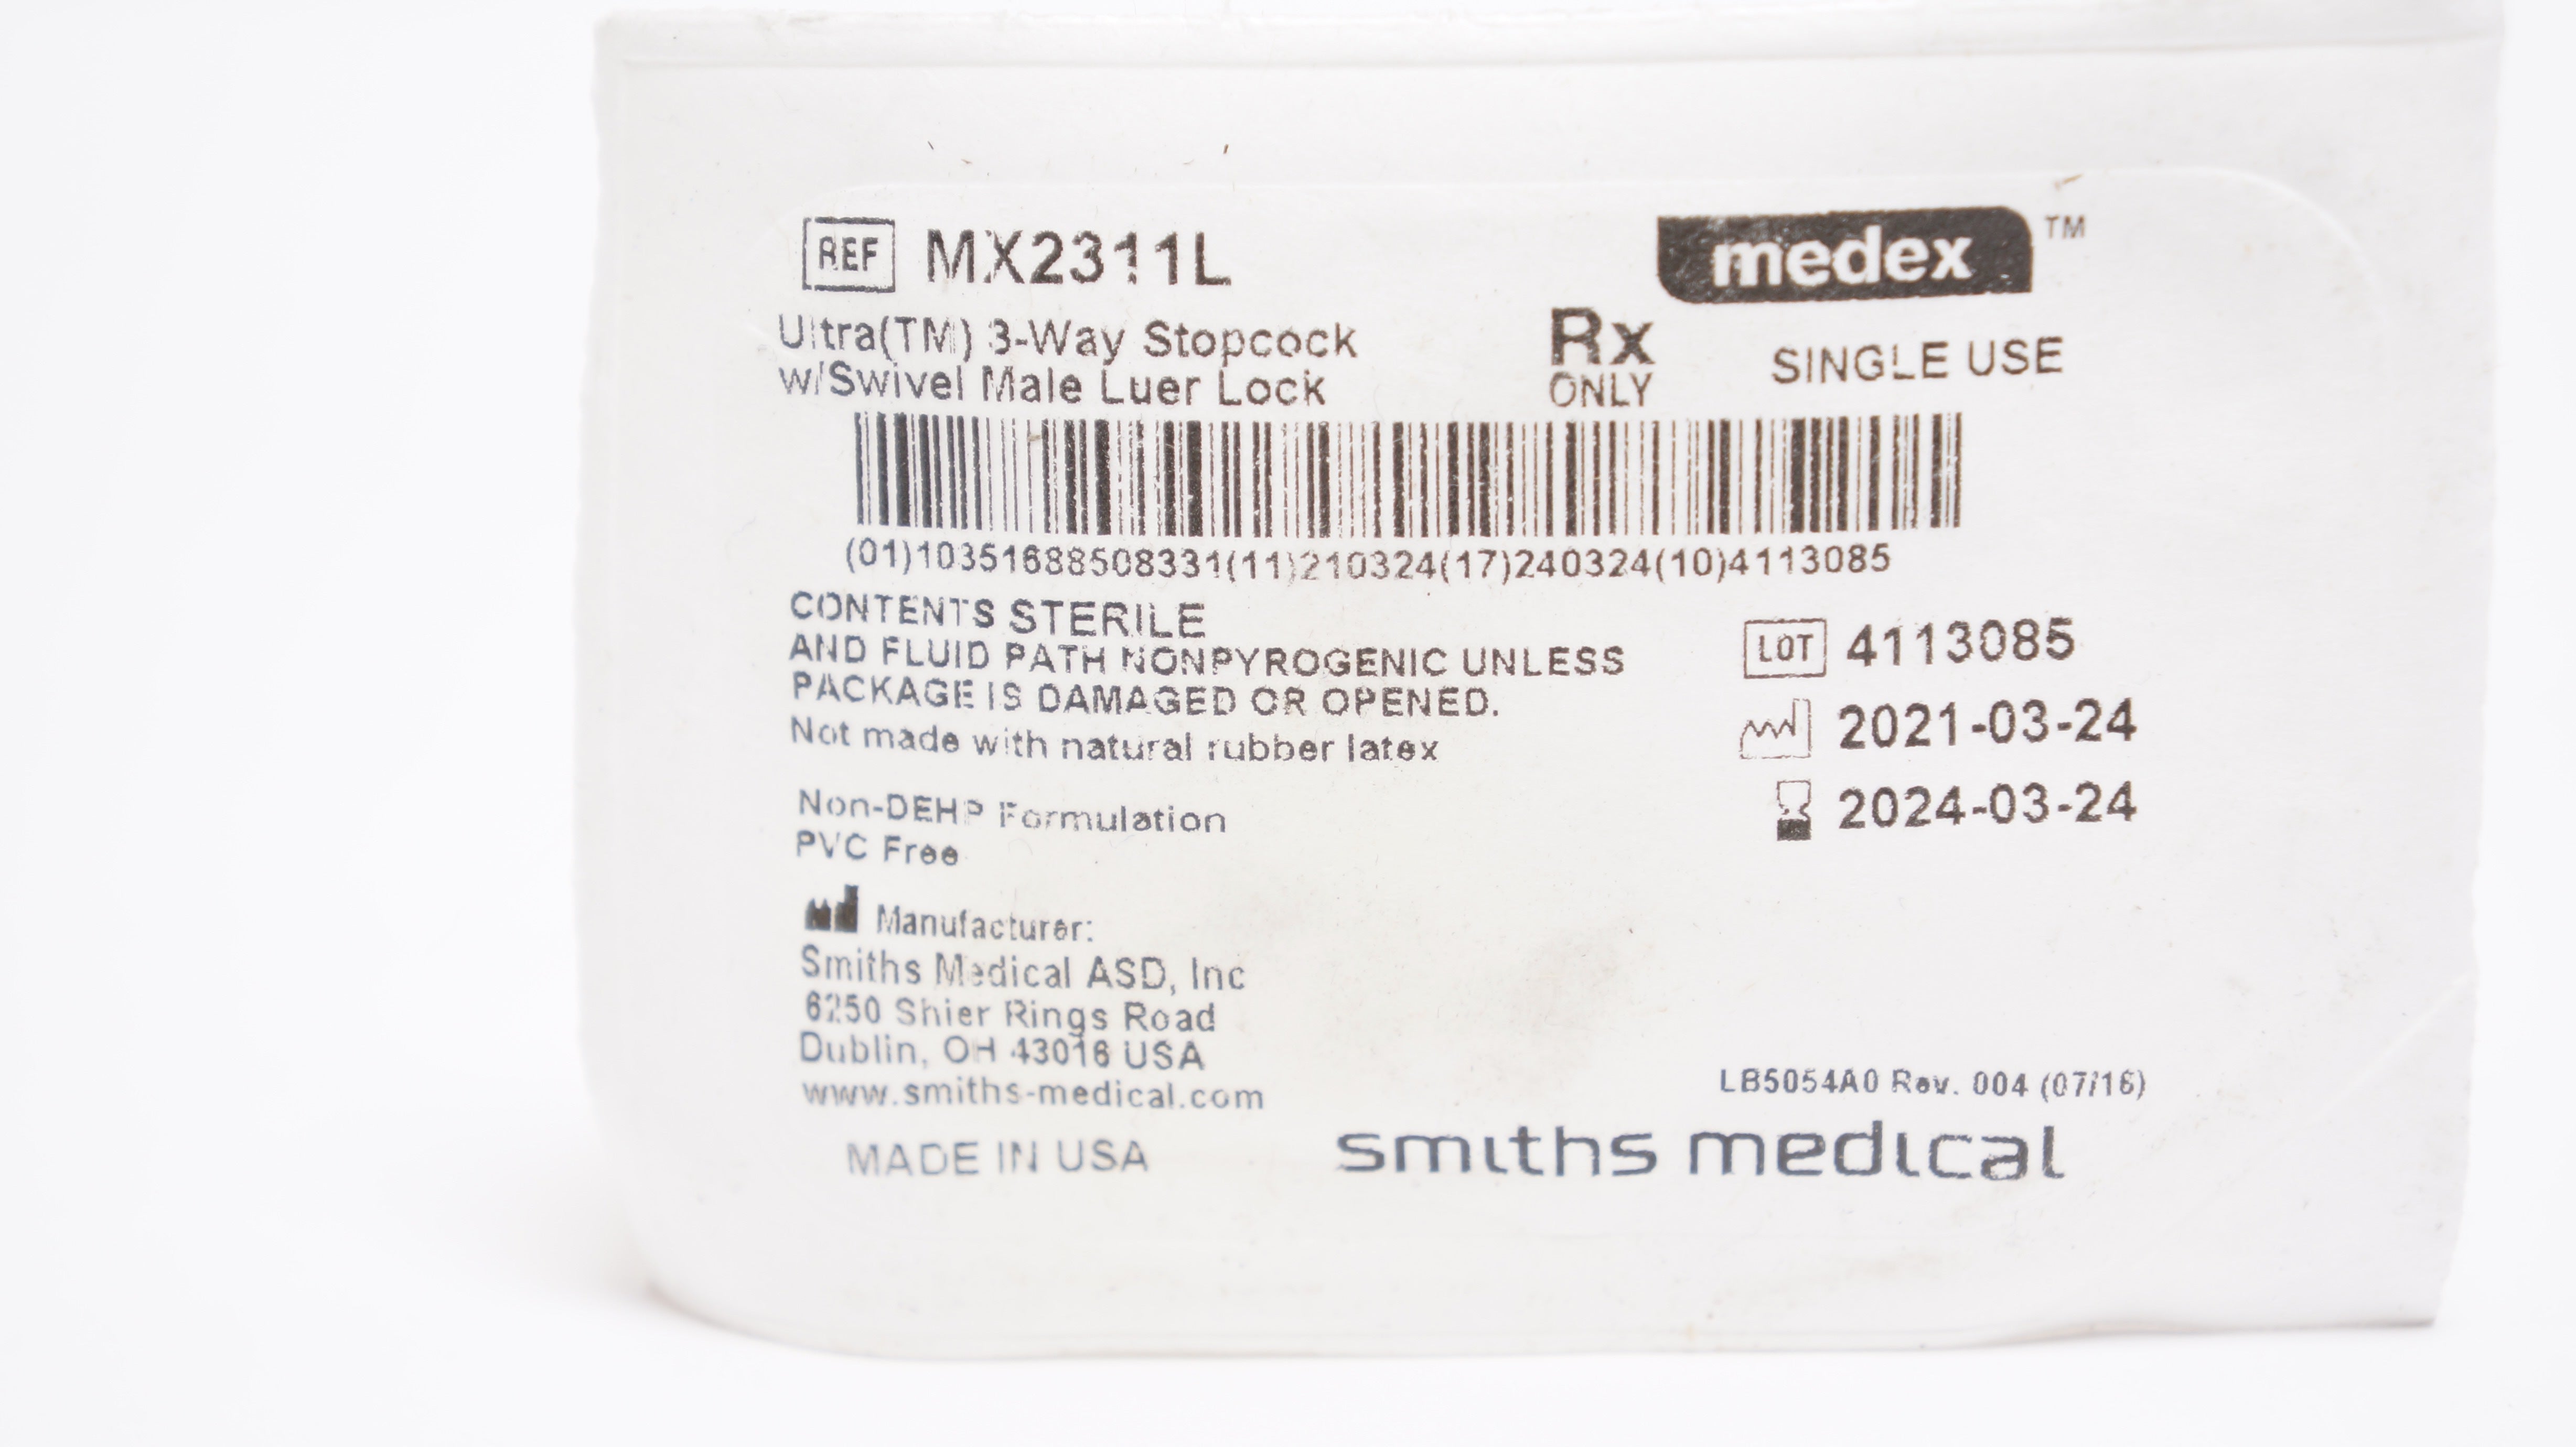 REF MX2311L
medex TM
Ultra(TM) 3-Way Stopcock
w/Swivel Male Luer Lock
Rx
ONLY
SINGLE USE
(01)10351688508331(11)210324(17)240324(10)4113085
CONTENTS STERILE
AND FLUID PATH NONPYROGENIC UNLESS
PACKAGE IS DAMAGED OR OPENED.
Not made with natural rubber latex
LOT 4113085
2021-03-24
2024-03-24
Non-DEHP Formulation
PVC Free
Manufacturer:
Smiths Medical ASD, Inc
6250 Shier Rings Road
Dublin, OH 43016 USA
www.smiths-medical.com
MADE IN USA
LB5054A0 Rev. 004 (07/16)
smiths medical